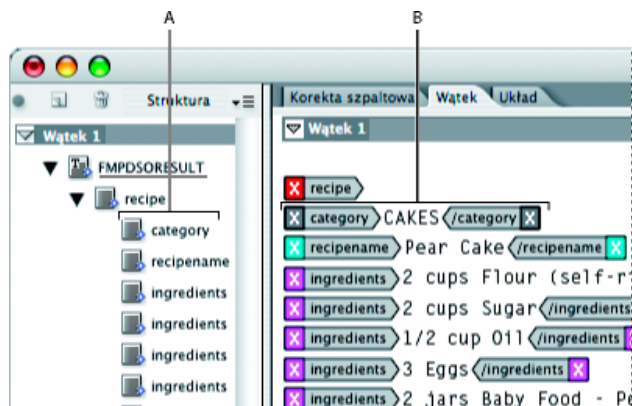 A
B
Struktura
Korekta szpaltowa Wątek Układ
Wątek 1
Wątek 1
FMPDSORESULT
recipe
category
recipename
ingredients
ingredients
ingredients
ingredients
X recipe
X category CAKES /category X
X recipename Pear Cake /recipename X
X ingredients 2 cups Flour (self-r
X ingredients 2 cups Sugar /ingredients
X ingredients 1/2 cup Oil /ingredients
X ingredients 3 Eggs /ingredients X
X ingredients 2 jars Baby Food - Pe